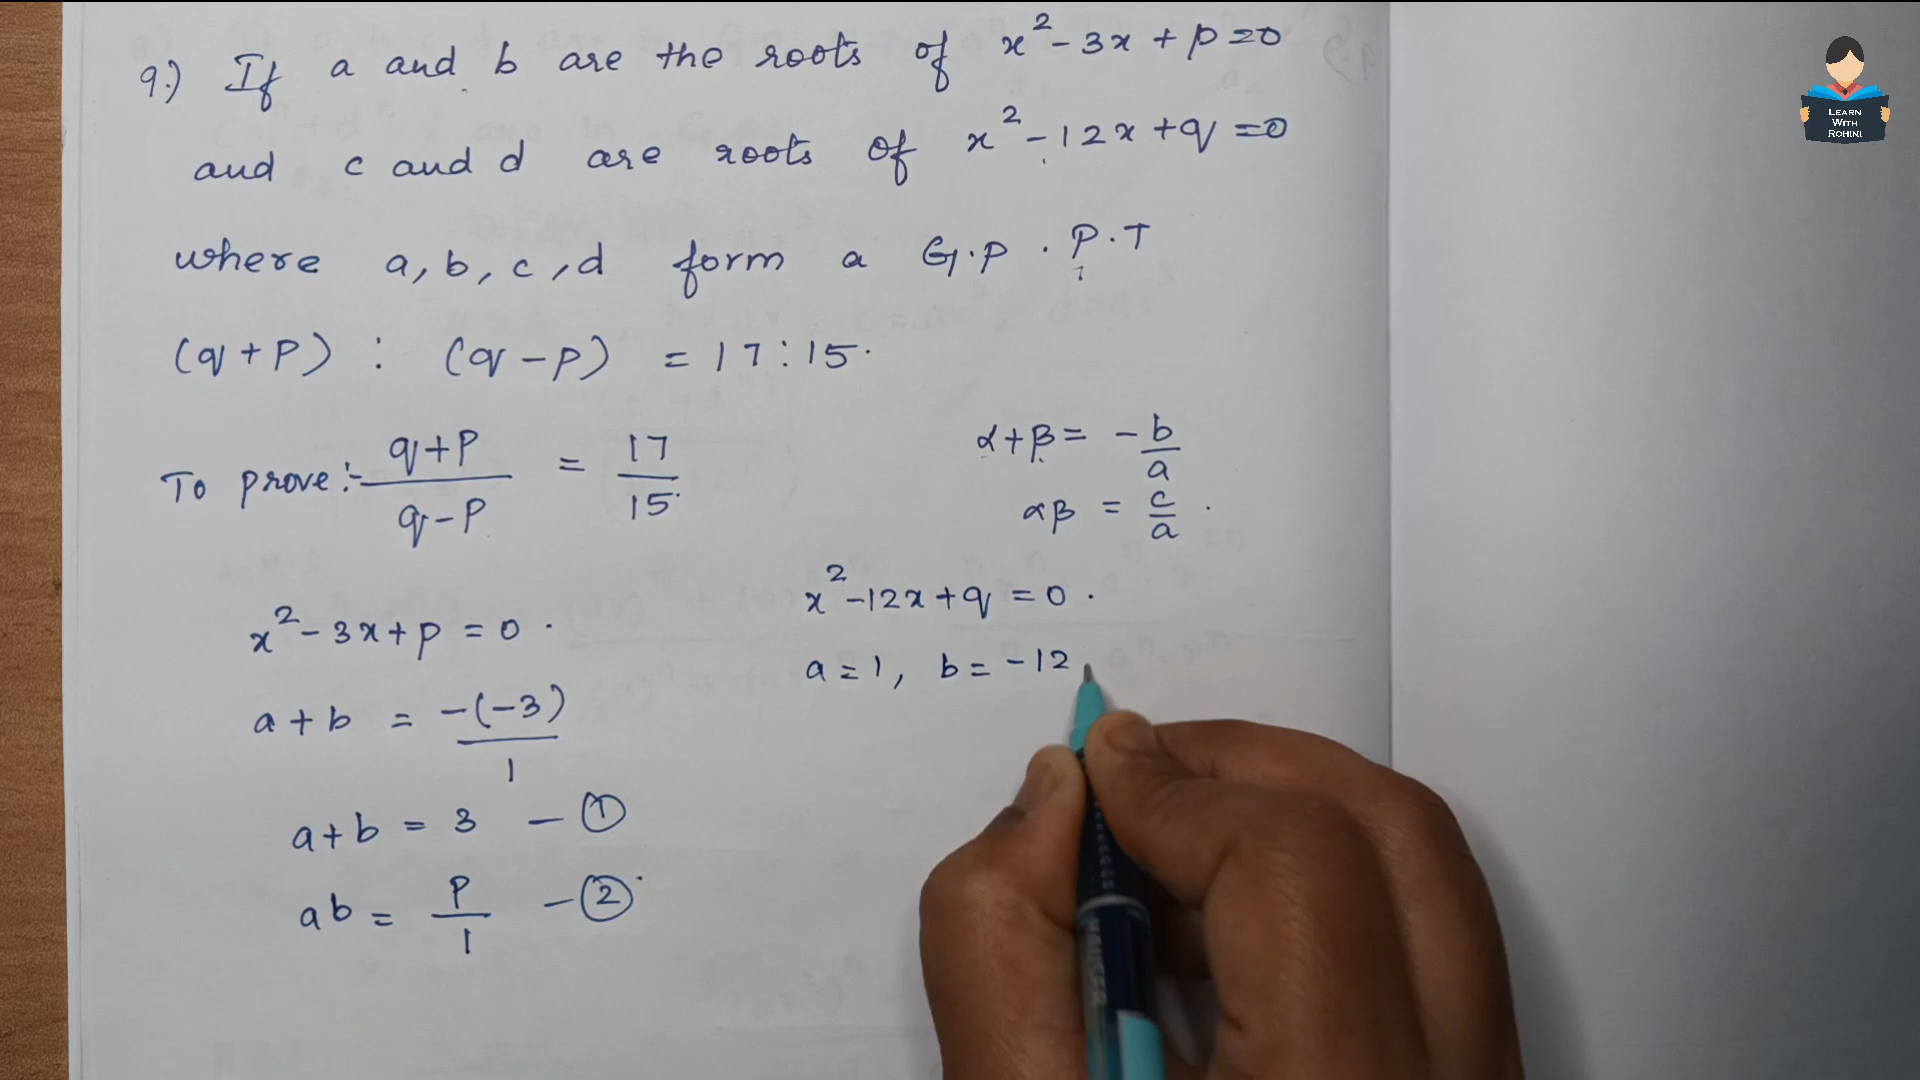 9.) If a and b are the roots of x² - 3x + p = 0
and c and d are roots of x² - 12x + q = 0
where a, b, c, d form a G.P. P.T
(q + p) : (q - p) = 17 : 15.
To prove :- (q+p)/(q-p) = 17/15.
α + β = -b/a
αβ = c/a .
x² - 3x + p = 0 .
a + b = -(-3)/1
a + b = 3 — ①
ab = p/1 — ②
x² - 12x + q = 0 .
a = 1, b = -12
LEARN
WITH
ROHINI